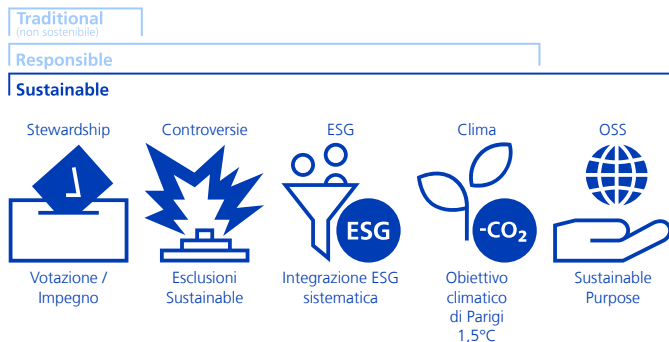 Traditional
(non sostenibile)
Responsible
Sustainable
Stewardship
Controversie
ESG
Clima
OSS
ESG
-CO₂
Votazione /
Impegno
Esclusioni
Sustainable
Integrazione ESG
sistematica
Obiettivo
climatico
di Parigi
1,5°C
Sustainable
Purpose